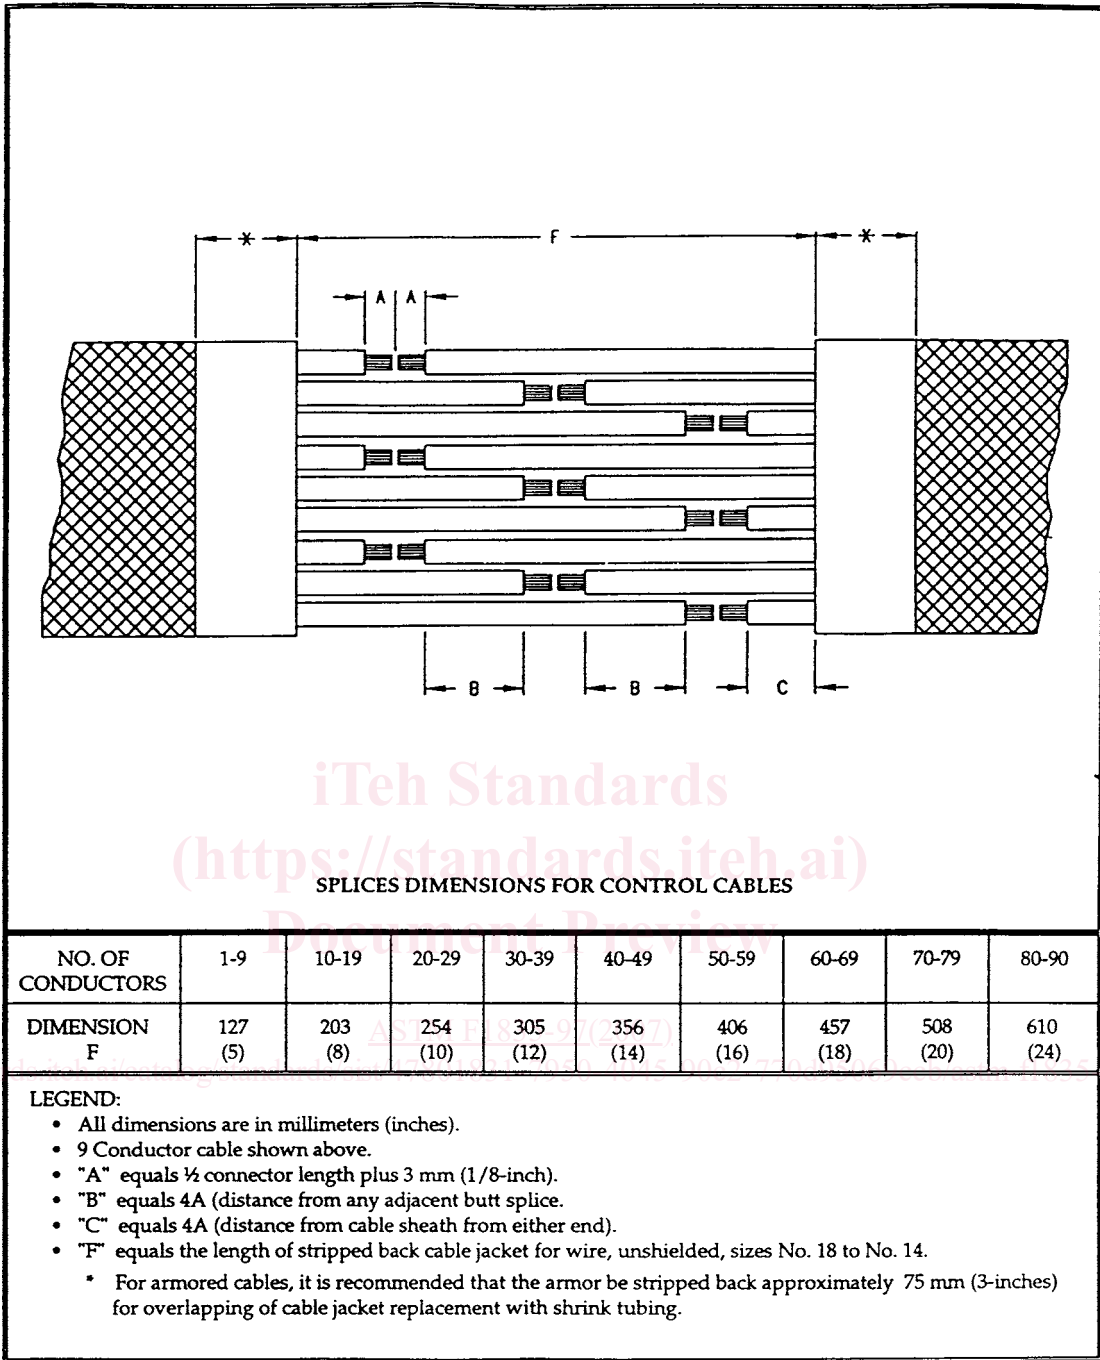 * F *
A A
B B C
iTeh Standards
(https://standards.iteh.ai)
SPLICES DIMENSIONS FOR CONTROL CABLES
Document Preview
NO. OF CONDUCTORS 1-9 10-19 20-29 30-39 40-49 50-59 60-69 70-79 80-90
DIMENSION F 127 (5) 203 (8) 254 (10) 305 (12) 356 (14) 406 (16) 457 (18) 508 (20) 610 (24)
LEGEND:
• All dimensions are in millimeters (inches).
• 9 Conductor cable shown above.
• "A" equals ½ connector length plus 3 mm (1/8-inch).
• "B" equals 4A (distance from any adjacent butt splice.
• "C" equals 4A (distance from cable sheath from either end).
• "F" equals the length of stripped back cable jacket for wire, unshielded, sizes No. 18 to No. 14.
* For armored cables, it is recommended that the armor be stripped back approximately 75 mm (3-inches)
for overlapping of cable jacket replacement with shrink tubing.